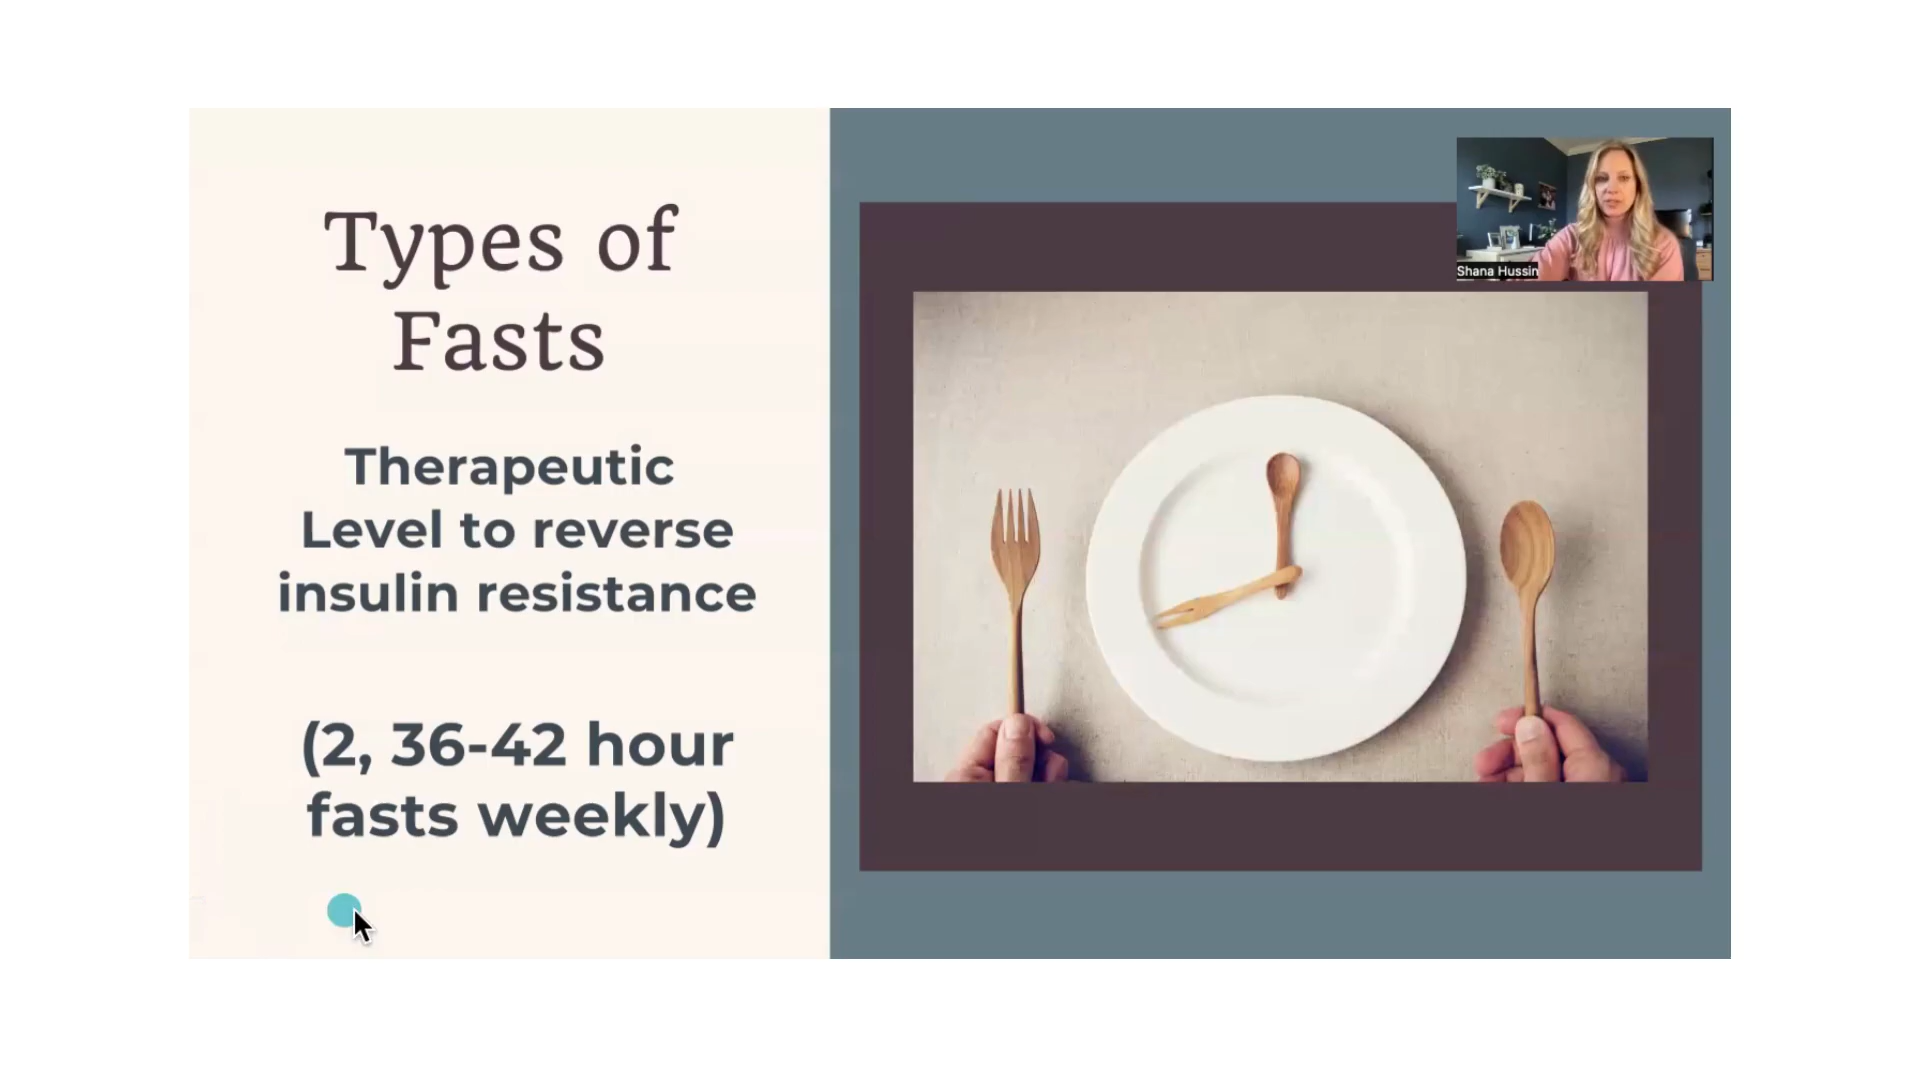 Types of
Fasts
Therapeutic
Level to reverse
insulin resistance
(2, 36-42 hour
fasts weekly)
Shana Hussin